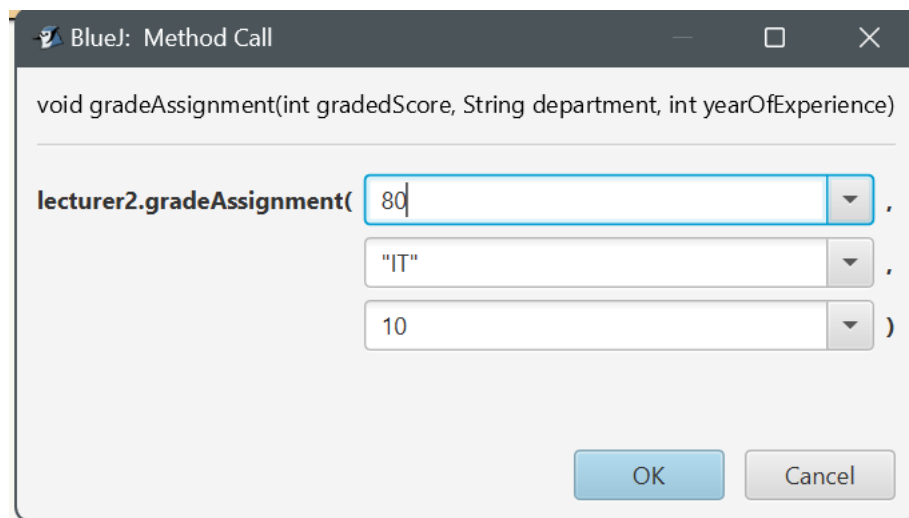 BlueJ: Method Call
void gradeAssignment(int gradedScore, String department, int yearOfExperience)
lecturer2.gradeAssignment( 80 ,
"IT" ,
10 )
OK Cancel